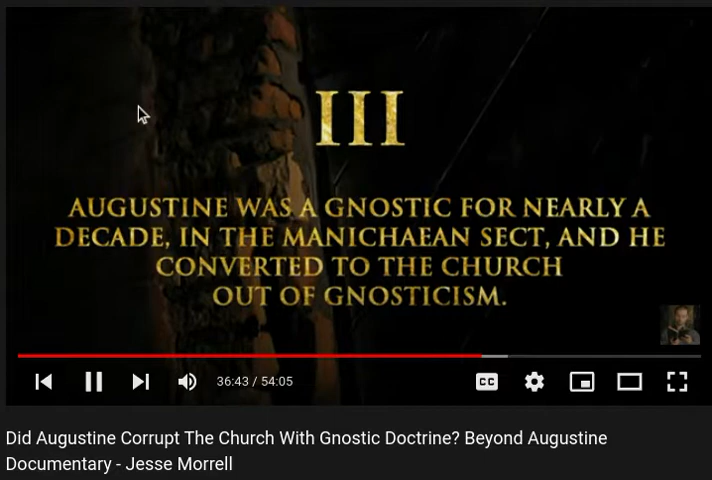 III
AUGUSTINE WAS A GNOSTIC FOR NEARLY A
DECADE, IN THE MANICHAEAN SECT, AND HE
CONVERTED TO THE CHURCH
OUT OF GNOSTICISM.
36:43 / 54:05
CC
Did Augustine Corrupt The Church With Gnostic Doctrine? Beyond Augustine
Documentary - Jesse Morrell